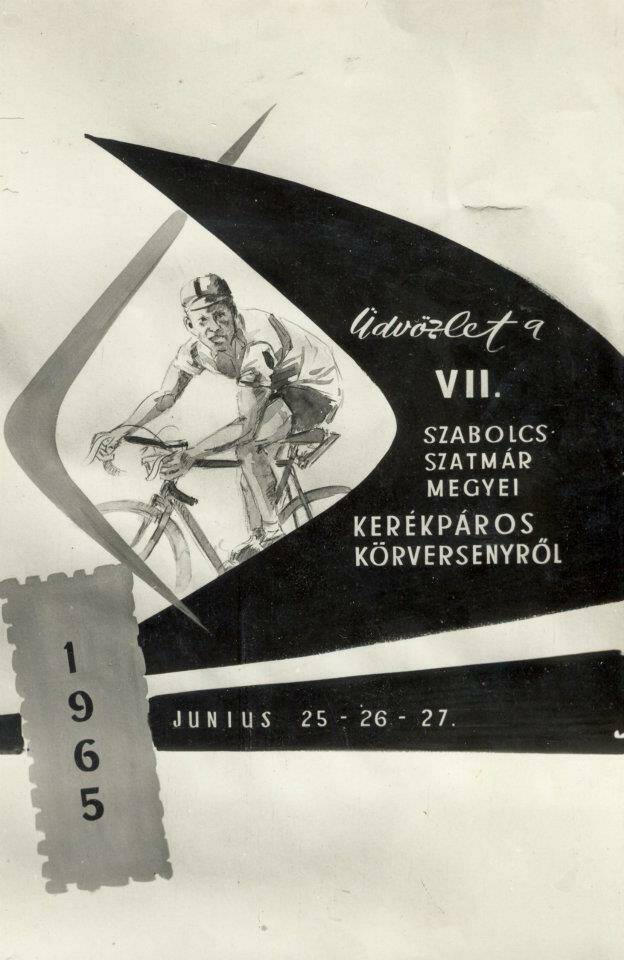 Üdvözlet a
VII.
SZABOLCS-
SZATMÁR
MEGYEI
KERÉKPÁROS
KÖRVERSENYRŐL
JUNIUS 25 - 26 - 27.
1
9
6
5